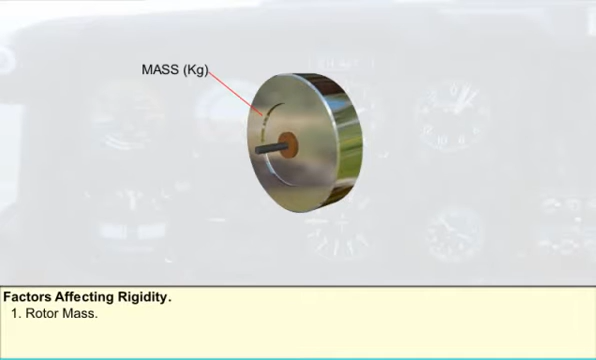 MASS (Kg)
Factors Affecting Rigidity.
1. Rotor Mass.